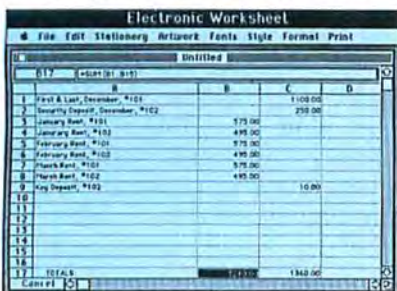 Electronic Worksheet
File Edit Stationery Artwork Fonts Style Format Print
Untitled
B17 =SUM(B1..B15)
A B C D
1 First & Last, December, #101 1100.00
2 Security Deposit, December, #102 250.00
3 January Rent, #101 575.00
4 January Rent, #102 495.00
5 February Rent, #101 575.00
6 February Rent, #102 495.00
7 March Rent, #101 575.00
8 March Rent, #102 495.00
9 Key Deposit, #102 10.00
10
11
12
13
14
15
16
17 TOTALS 1360.00
Cancel